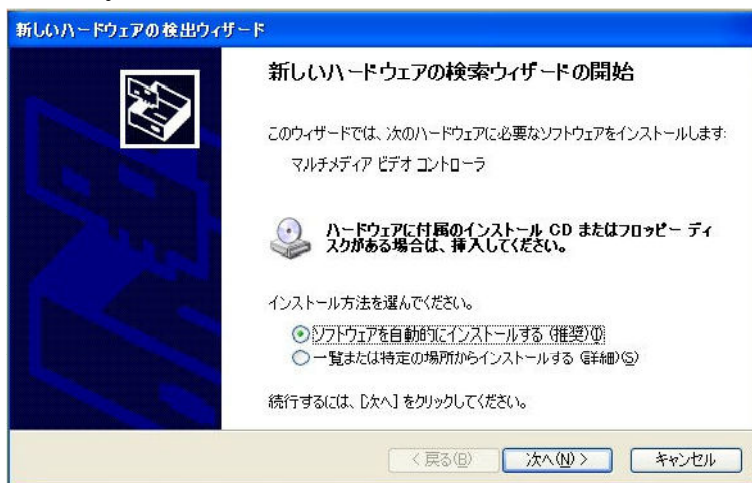 新しいハードウェアの検出ウィザード
新しいハードウェアの検索ウィザードの開始
このウィザードでは、次のハードウェアに必要なソフトウェアをインストールします:
マルチメディア ビデオ コントローラ
ハードウェアに付属のインストール CD またはフロッピー ディ
スクがある場合は、挿入してください。
インストール方法を選んでください。
ソフトウェアを自動的にインストールする (推奨)(I)
一覧または特定の場所からインストールする (詳細)(S)
続行するには、[次へ] をクリックしてください。
< 戻る(B) 次へ(N) > キャンセル